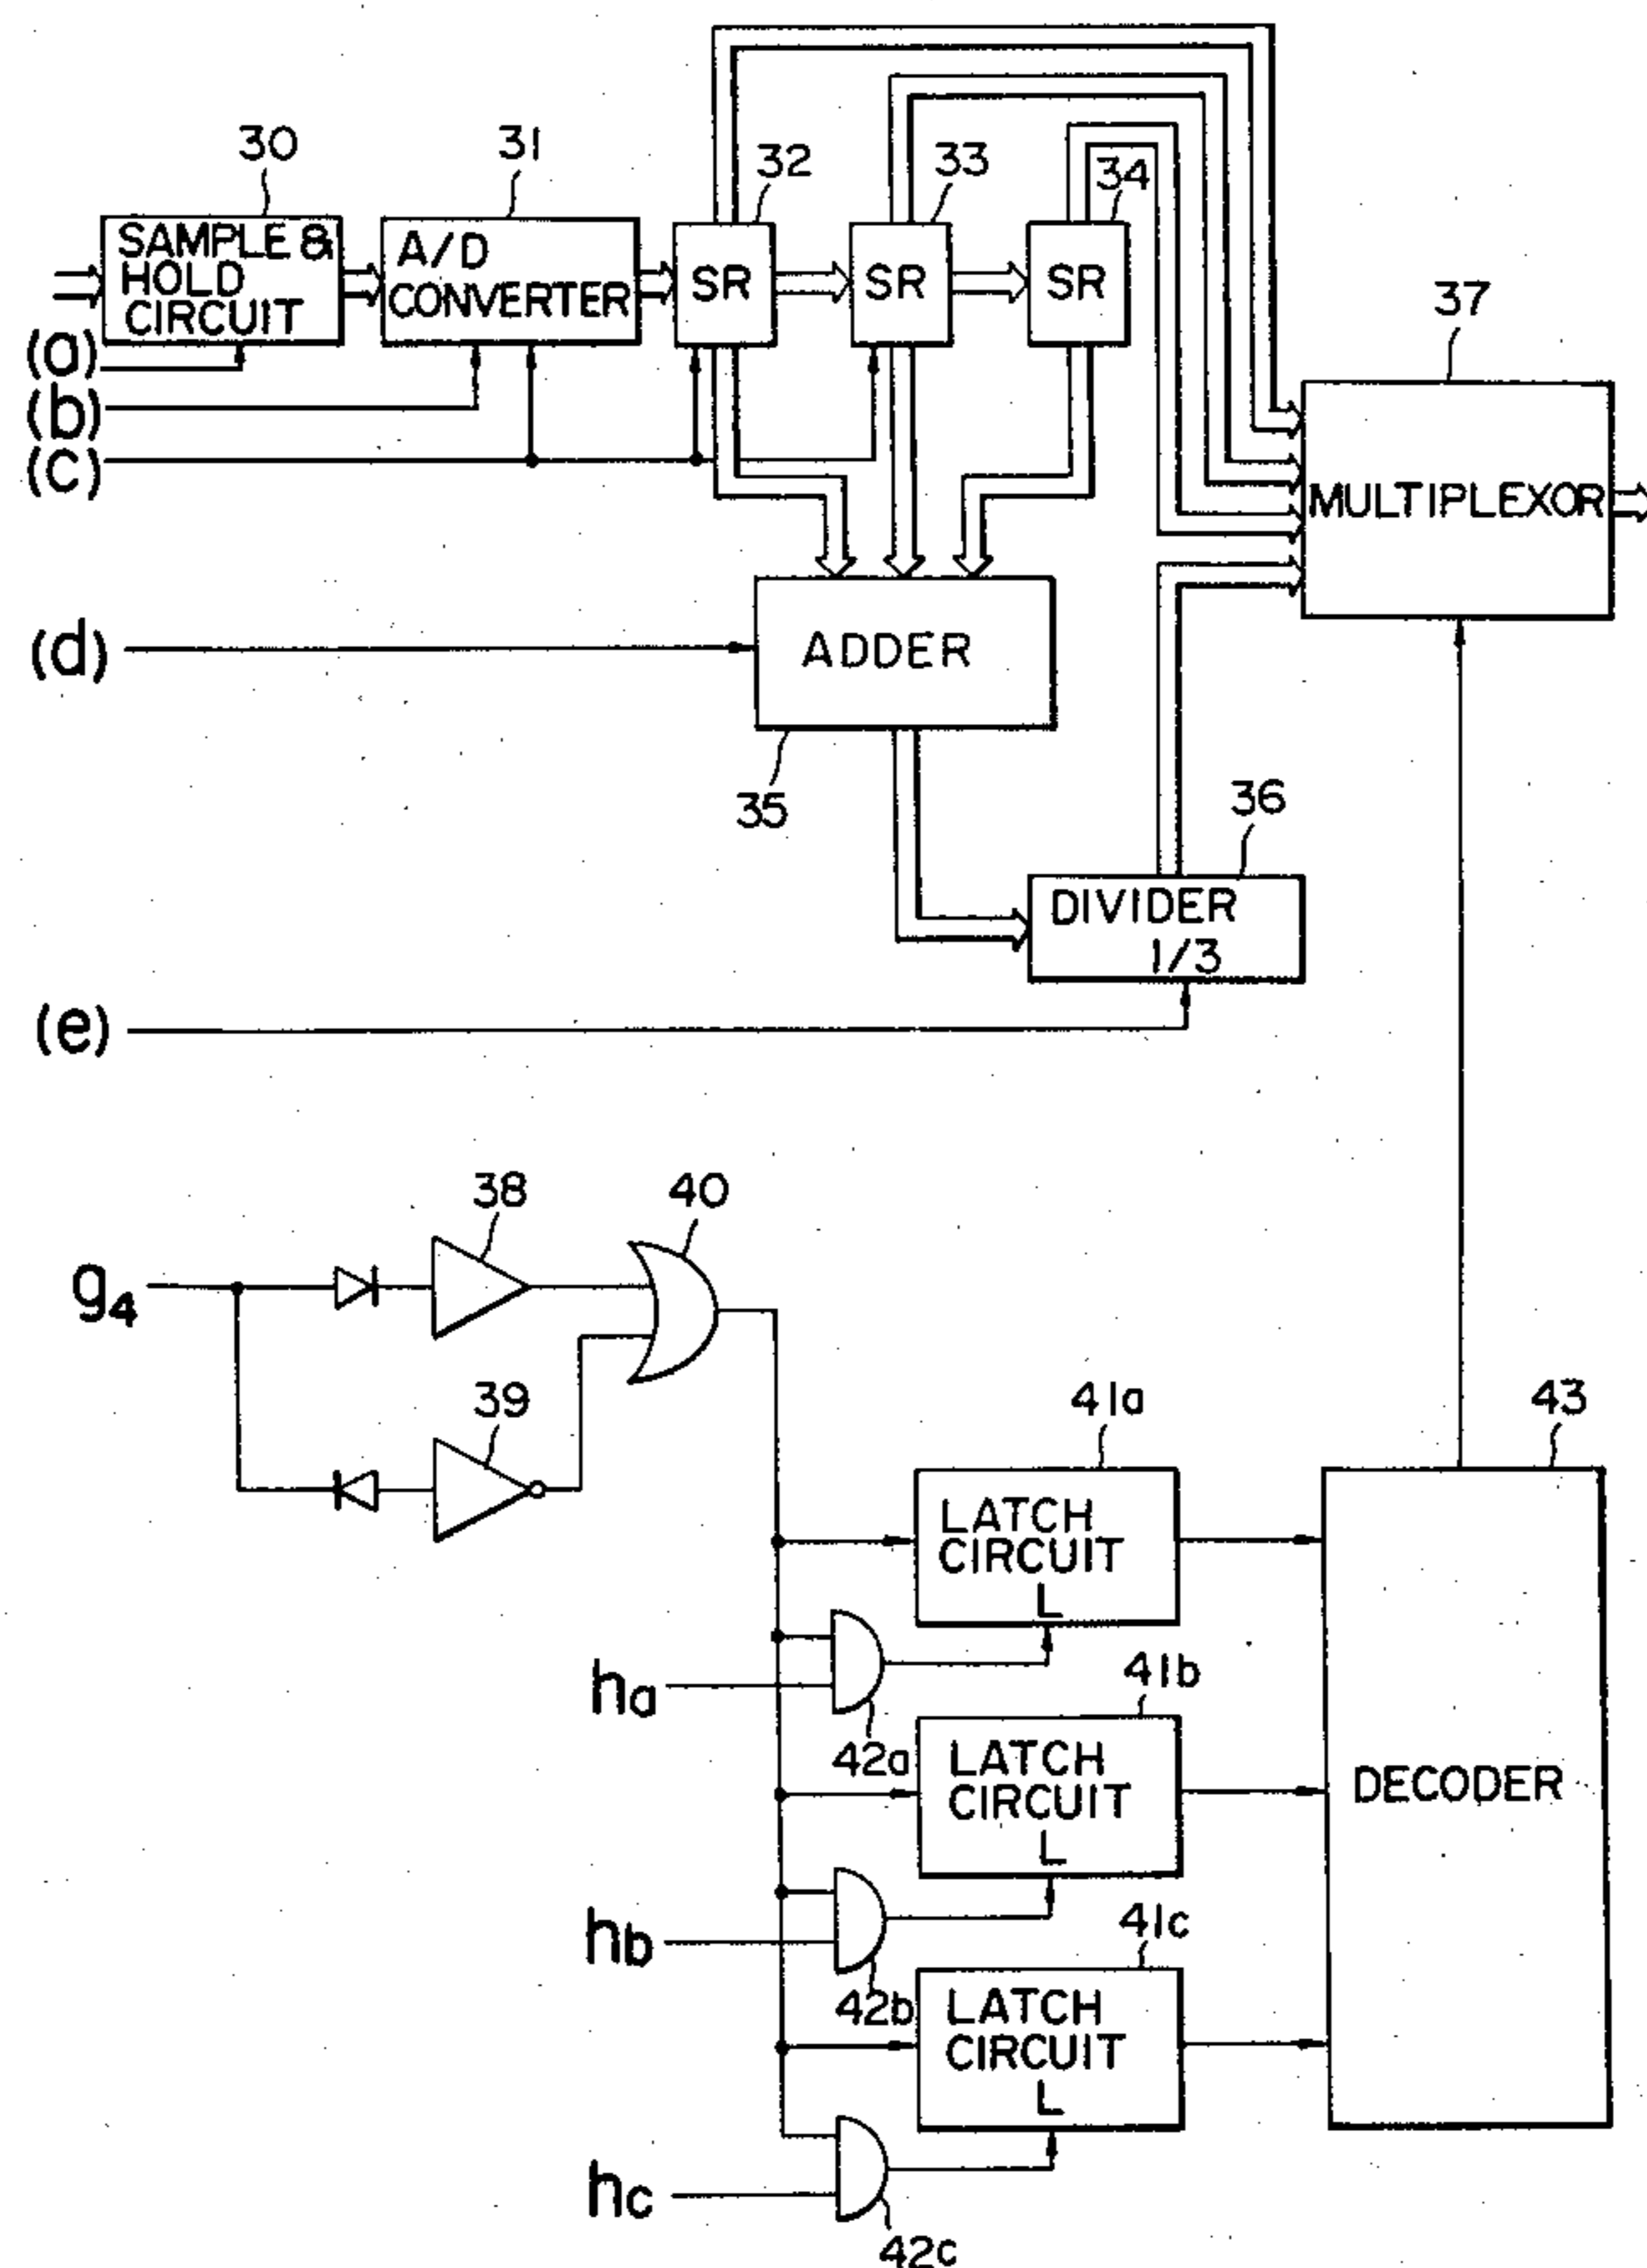 30
31
32
33
34
SAMPLE &
HOLD
CIRCUIT
A/D
CONVERTER
SR
SR
SR
37
(a)
(b)
(c)
MULTIPLEXOR
(d)
ADDER
35
36
DIVIDER
1/3
(e)
38
40
g4
39
41a
43
LATCH
CIRCUIT
L
ha
41b
42a
LATCH
CIRCUIT
L
DECODER
hb
41c
42b
LATCH
CIRCUIT
L
hc
42c